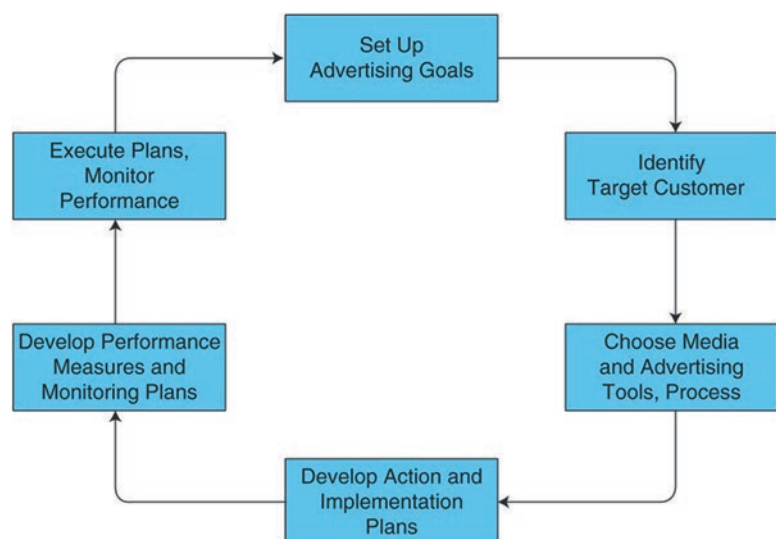 Set Up
Advertising Goals
Identify
Target Customer
Choose Media
and Advertising
Tools, Process
Develop Action and
Implementation
Plans
Develop Performance
Measures and
Monitoring Plans
Execute Plans,
Monitor
Performance